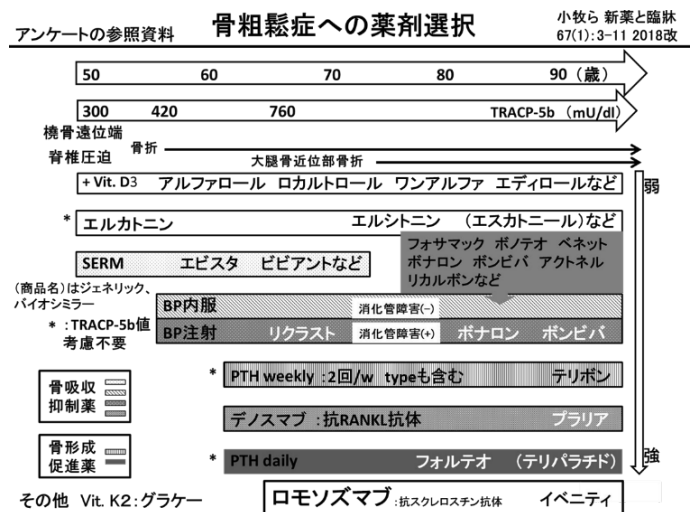 アンケートの参照資料
骨粗鬆症への薬剤選択
小牧ら 新薬と臨牀
67(1):3-11 2018改
50 60 70 80 90 (歳)
300 420 760 TRACP-5b (mU/dl)
橈骨遠位端
脊椎圧迫
骨折
大腿骨近位部骨折
弱
+ Vit. D3 アルファロール ロカルトロール ワンアルファ エディロールなど
* エルカトニン エルシトニン (エスカトニール)など
フォサマック ボノテオ ベネット
ボナロン ボンビバ アクトネル
リカルボンなど
SERM エビスタ ビビアントなど
(商品名)はジェネリック、
バイオシミラー
BP内服 消化管障害(-)
* :TRACP-5b値
考慮不要
BP注射 リクラスト 消化管障害(+) ボナロン ボンビバ
* PTH weekly :2回/w typeも含む テリボン
骨吸収
抑制薬
デノスマブ :抗RANKL抗体 プラリア
骨形成
促進薬
* PTH daily フォルテオ (テリパラチド)
強
その他 Vit. K2:グラケー
ロモソズマブ :抗スクレロスチン抗体 イベニティ